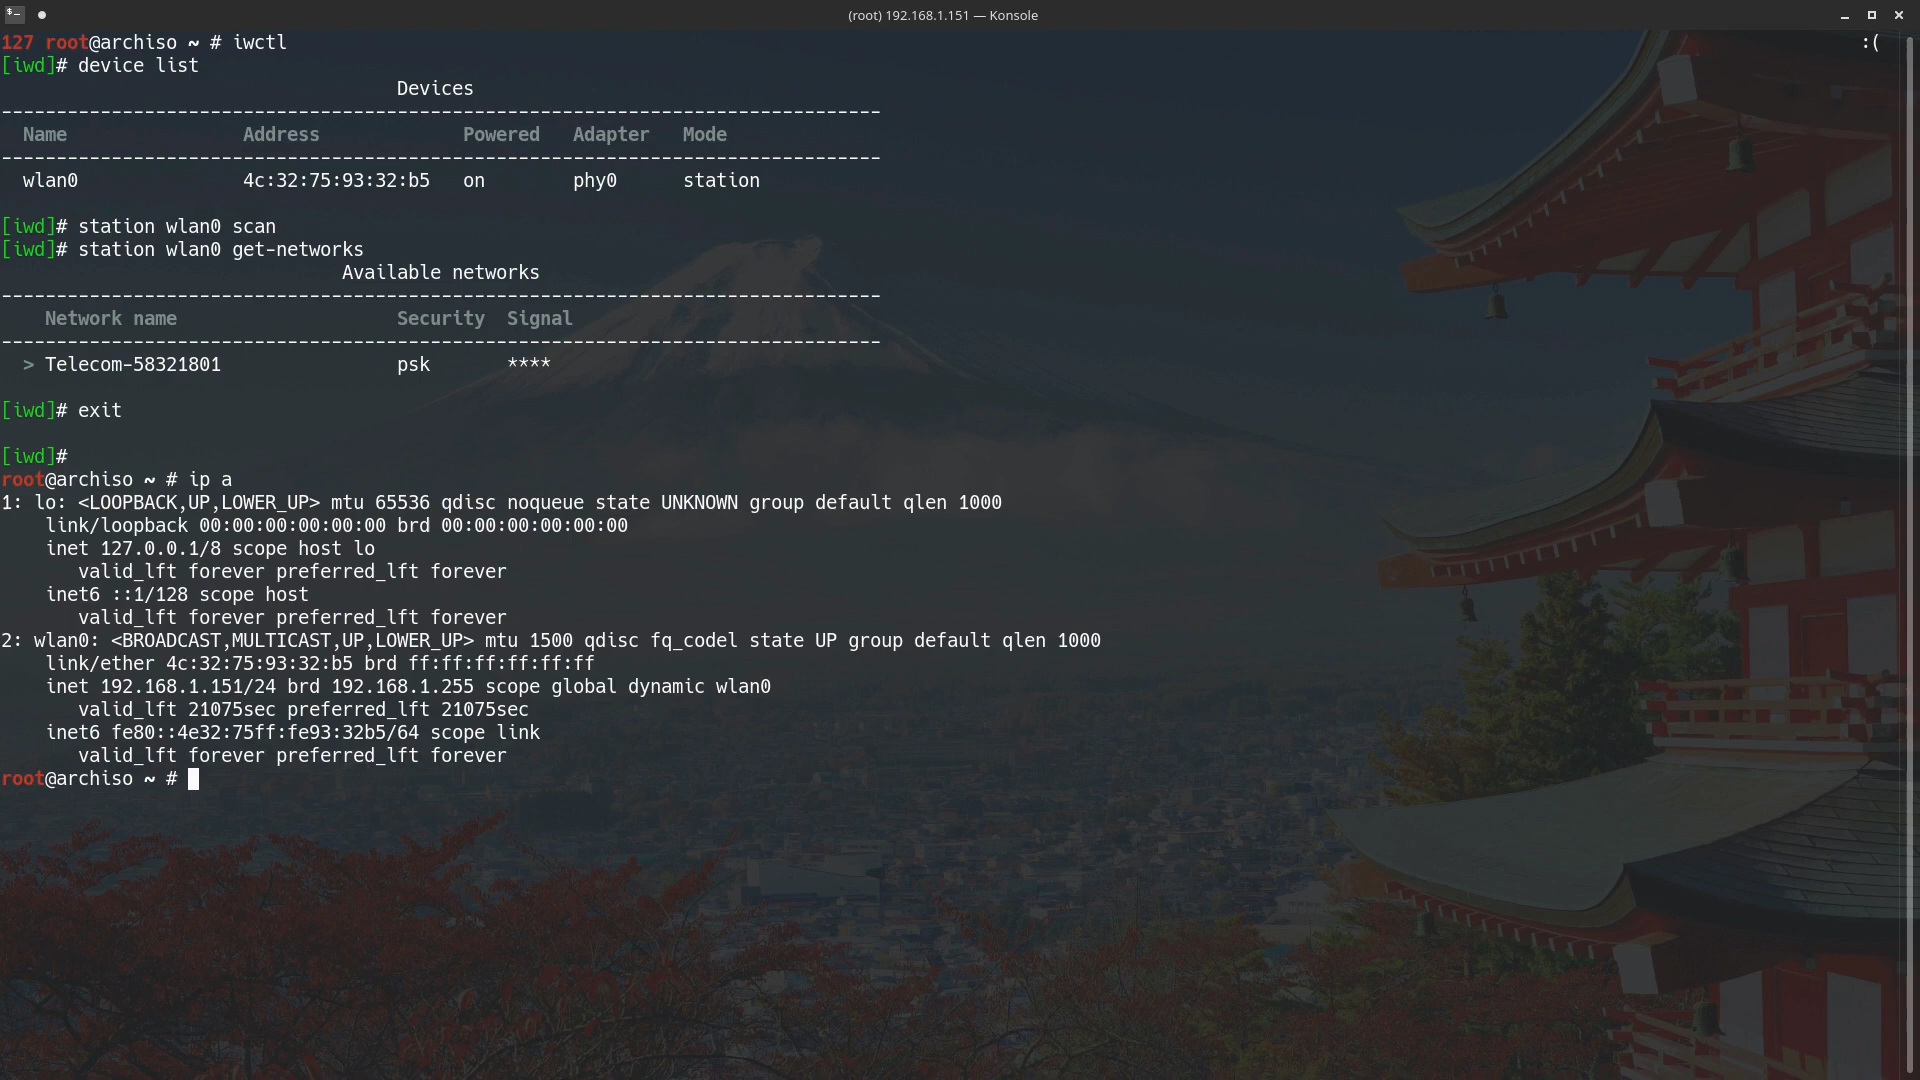 (root) 192.168.1.151 — Konsole
127 root@archiso ~ # iwctl :(
[iwd]# device list
Devices
--------------------------------------------------------------------------------
Name Address Powered Adapter Mode
--------------------------------------------------------------------------------
wlan0 4c:32:75:93:32:b5 on phy0 station
[iwd]# station wlan0 scan
[iwd]# station wlan0 get-networks
Available networks
--------------------------------------------------------------------------------
Network name Security Signal
--------------------------------------------------------------------------------
> Telecom-58321801 psk ****
[iwd]# exit
[iwd]#
root@archiso ~ # ip a
1: lo: <LOOPBACK,UP,LOWER_UP> mtu 65536 qdisc noqueue state UNKNOWN group default qlen 1000
link/loopback 00:00:00:00:00:00 brd 00:00:00:00:00:00
inet 127.0.0.1/8 scope host lo
valid_lft forever preferred_lft forever
inet6 ::1/128 scope host
valid_lft forever preferred_lft forever
2: wlan0: <BROADCAST,MULTICAST,UP,LOWER_UP> mtu 1500 qdisc fq_codel state UP group default qlen 1000
link/ether 4c:32:75:93:32:b5 brd ff:ff:ff:ff:ff:ff
inet 192.168.1.151/24 brd 192.168.1.255 scope global dynamic wlan0
valid_lft 21075sec preferred_lft 21075sec
inet6 fe80::4e32:75ff:fe93:32b5/64 scope link
valid_lft forever preferred_lft forever
root@archiso ~ #